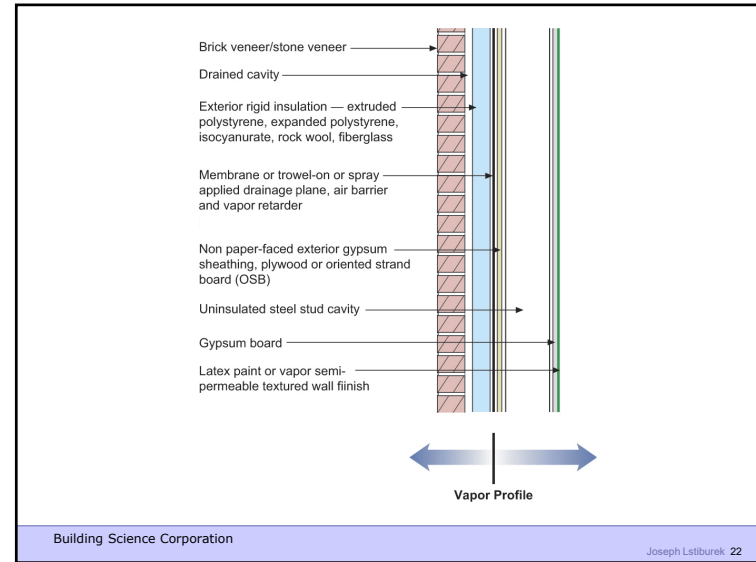 Brick veneer/stone veneer
Drained cavity
Exterior rigid insulation — extruded
polystyrene, expanded polystyrene,
isocyanurate, rock wool, fiberglass
Membrane or trowel-on or spray
applied drainage plane, air barrier
and vapor retarder
Non paper-faced exterior gypsum
sheathing, plywood or oriented strand
board (OSB)
Uninsulated steel stud cavity
Gypsum board
Latex paint or vapor semi-
permeable textured wall fiinish
Vapor Profile
Building Science Corporation
Joseph Lstiburek 22